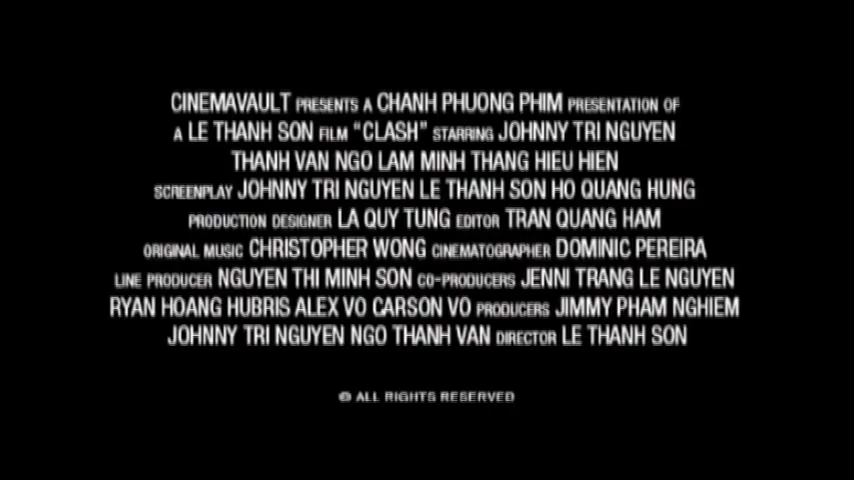 CINEMAVAULT PRESENTS A CHANH PHUONG PHIM PRESENTATION OF
A LE THANH SON FILM "CLASH" STARRING JOHNNY TRI NGUYEN
THANH VAN NGO LAM MINH THANG HIEU HIEN
SCREENPLAY JOHNNY TRI NGUYEN LE THANH SON HO QUANG HUNG
PRODUCTION DESIGNER LA QUY TUNG EDITOR TRAN QUANG HAM
ORIGINAL MUSIC CHRISTOPHER WONG CINEMATOGRAPHER DOMINIC PEREIRA
LINE PRODUCER NGUYEN THI MINH SON CO-PRODUCERS JENNI TRANG LE NGUYEN
RYAN HOANG HUBRIS ALEX VO CARSON VO PRODUCERS JIMMY PHAM NGHIEM
JOHNNY TRI NGUYEN NGO THANH VAN DIRECTOR LE THANH SON
© ALL RIGHTS RESERVED